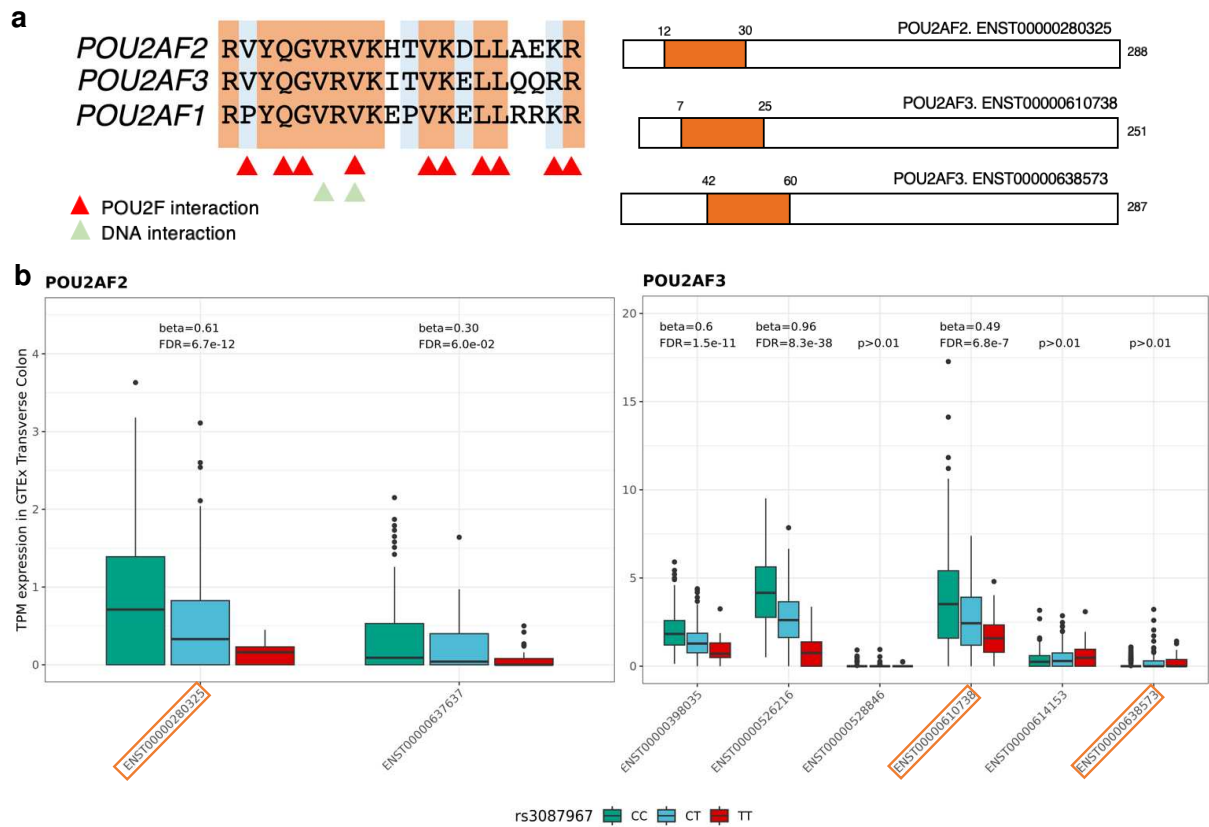 a
POU2AF2 RVYQGVRVKHTVKDLLAEKR
POU2AF3 RVYQGVRVKITVKELLQQRR
POU2AF1 RPYQGVRVKEPVKELLRRKR
POU2F interaction
DNA interaction
12 30 POU2AF2. ENST00000280325
288
7 25 POU2AF3. ENST00000610738
251
42 60 POU2AF3. ENST00000638573
287
b
POU2AF2
beta=0.61 beta=0.30
FDR=6.7e-12 FDR=6.0e-02
TPM expression in GTEx Transverse Colon
4
3
2
1
0
ENST00000280325
ENST00000637637
POU2AF3
beta=0.6 beta=0.96 beta=0.49
FDR=1.5e-11 FDR=8.3e-38 p>0.01 FDR=6.8e-7 p>0.01 p>0.01
20
15
10
5
0
ENST00000398035
ENST00000526216
ENST00000528846
ENST00000610738
ENST00000614153
ENST00000638573
rs3087967 CC CT TT